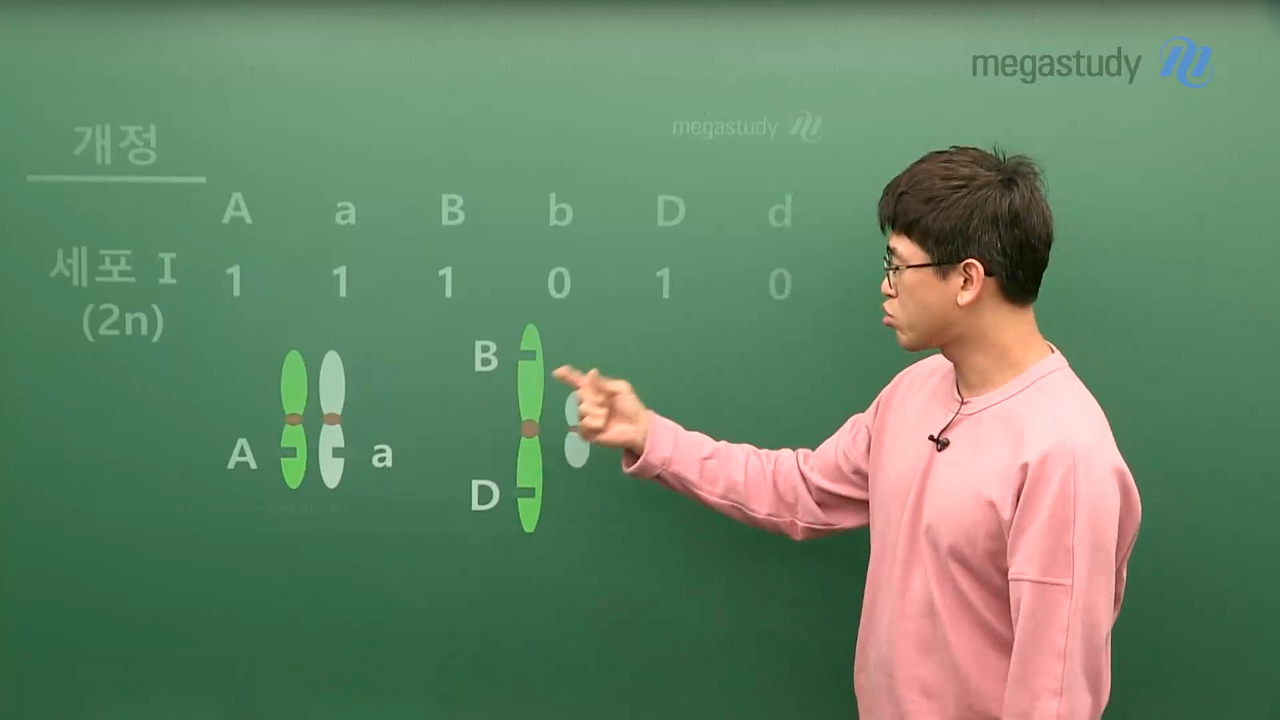 megastudy
megastudy
개정
A a B b D d
세포 I 1 1 1 0 1 0
(2n)
B
A a
D